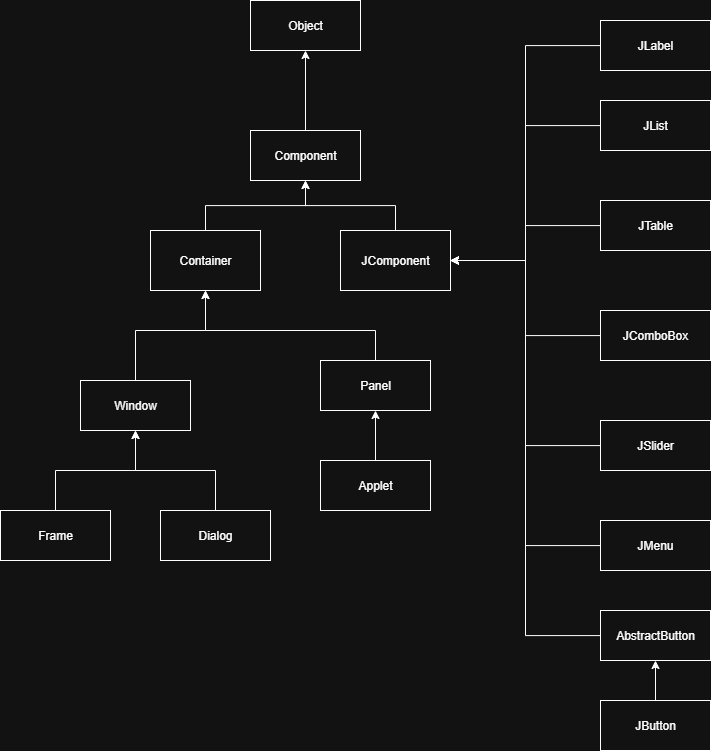 Object
JLabel
JList
Component
JTable
Container
JComponent
JComboBox
Panel
Window
JSlider
Applet
Frame
Dialog
JMenu
AbstractButton
JButton